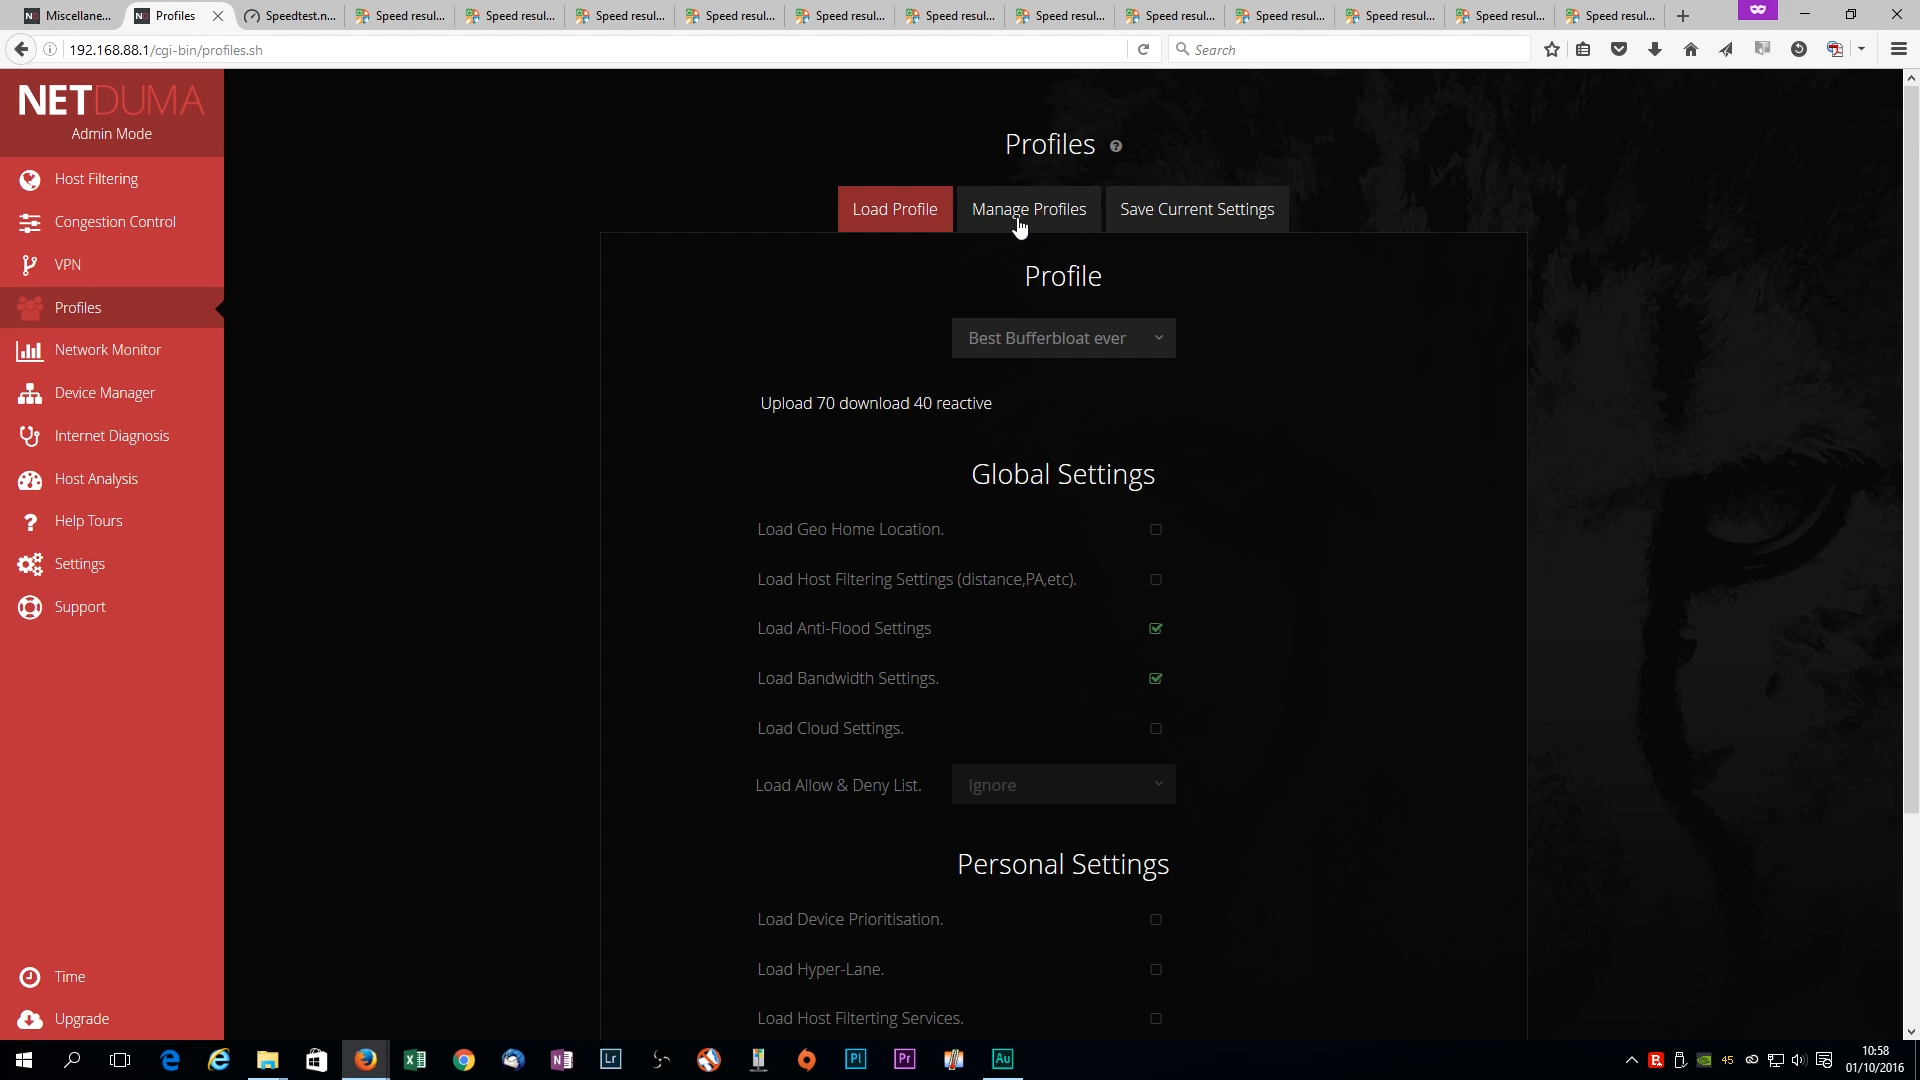 Miscellane...
Profiles
Speedtest.n...
Speed resul...
Speed resul...
Speed resul...
Speed resul...
Speed resul...
Speed resul...
Speed resul...
Speed resul...
Speed resul...
Speed resul...
Speed resul...
Speed resul...
192.168.88.1/cgi-bin/profiles.sh
Search
NETDUMA
Admin Mode
Host Filtering
Congestion Control
VPN
Profiles
Network Monitor
Device Manager
Internet Diagnosis
Host Analysis
Help Tours
Settings
Support
Time
Upgrade
Profiles
Load Profile
Manage Profiles
Save Current Settings
Profile
Best Bufferbloat ever
Upload 70 download 40 reactive
Global Settings
Load Geo Home Location.
Load Host Filtering Settings (distance,PA,etc).
Load Anti-Flood Settings
Load Bandwidth Settings.
Load Cloud Settings.
Load Allow & Deny List.
Ignore
Personal Settings
Load Device Prioritisation.
Load Hyper-Lane.
Load Host Filterting Services.
Lr
Pl
Pr
Au
45
10:58
01/10/2016